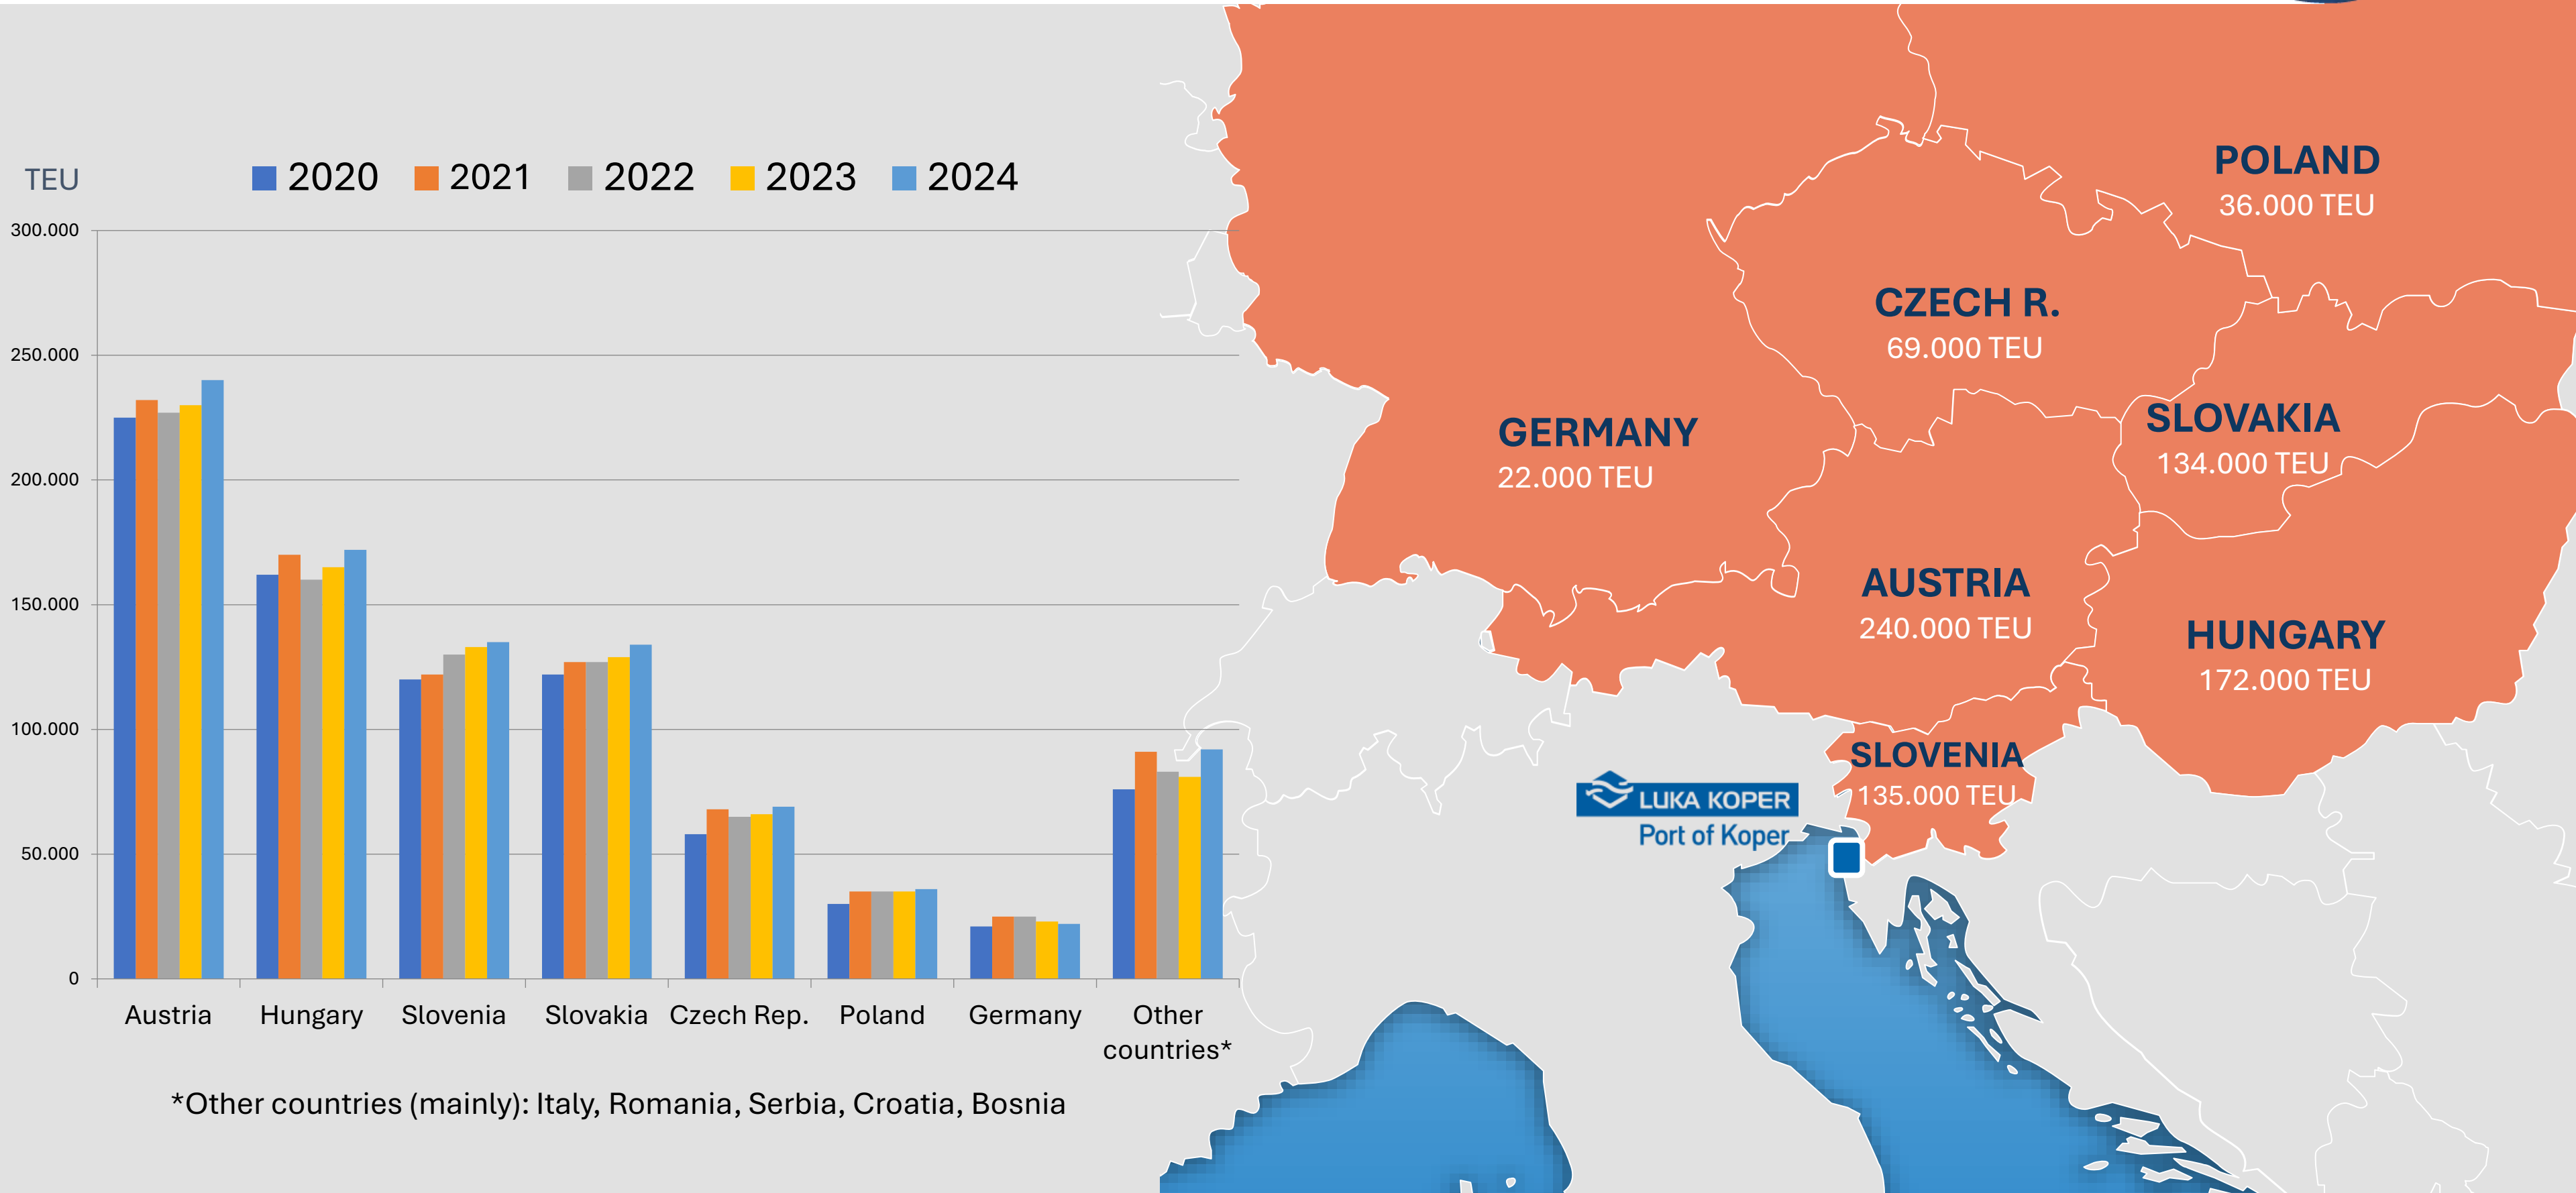 TEU
2020 2021 2022 2023 2024
300.000
250.000
200.000
150.000
100.000
50.000
0
Austria Hungary Slovenia Slovakia Czech Rep. Poland Germany Other
countries*
*Other countries (mainly): Italy, Romania, Serbia, Croatia, Bosnia
POLAND
36.000 TEU
CZECH R.
69.000 TEU
GERMANY
22.000 TEU
SLOVAKIA
134.000 TEU
AUSTRIA
240.000 TEU
HUNGARY
172.000 TEU
SLOVENIA
135.000 TEU
LUKA KOPER
Port of Koper